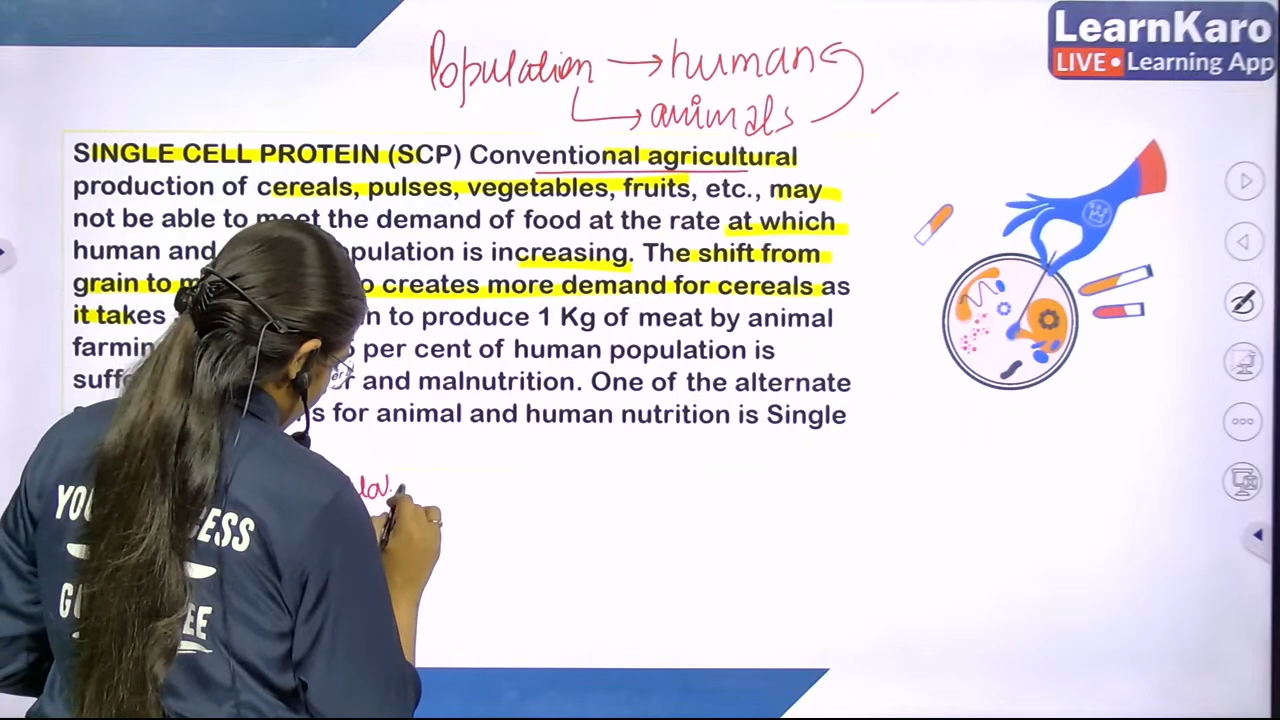 LearnKaro
LIVE • Learning App
Population → humans
→ animals
SINGLE CELL PROTEIN (SCP) Conventional agricultural
production of cereals, pulses, vegetables, fruits, etc., may
not be able to meet the demand of food at the rate at which
human and population is increasing. The shift from
grain to creates more demand for cereals as
it takes to produce 1 Kg of meat by animal
per cent of human population is
and malnutrition. One of the alternate
for animal and human nutrition is Single
YOU CESS